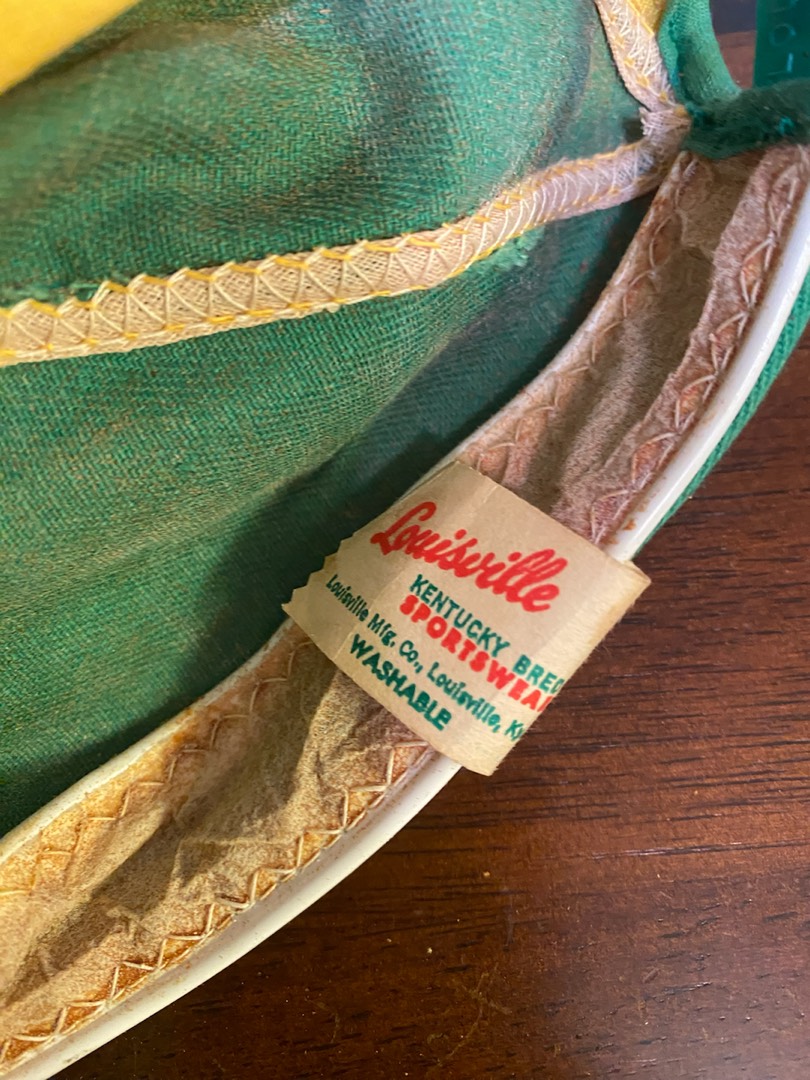 Louisville
KENTUCKY BRED
SPORTSWEAR
Louisville Mfg. Co., Louisville, Ky.
WASHABLE